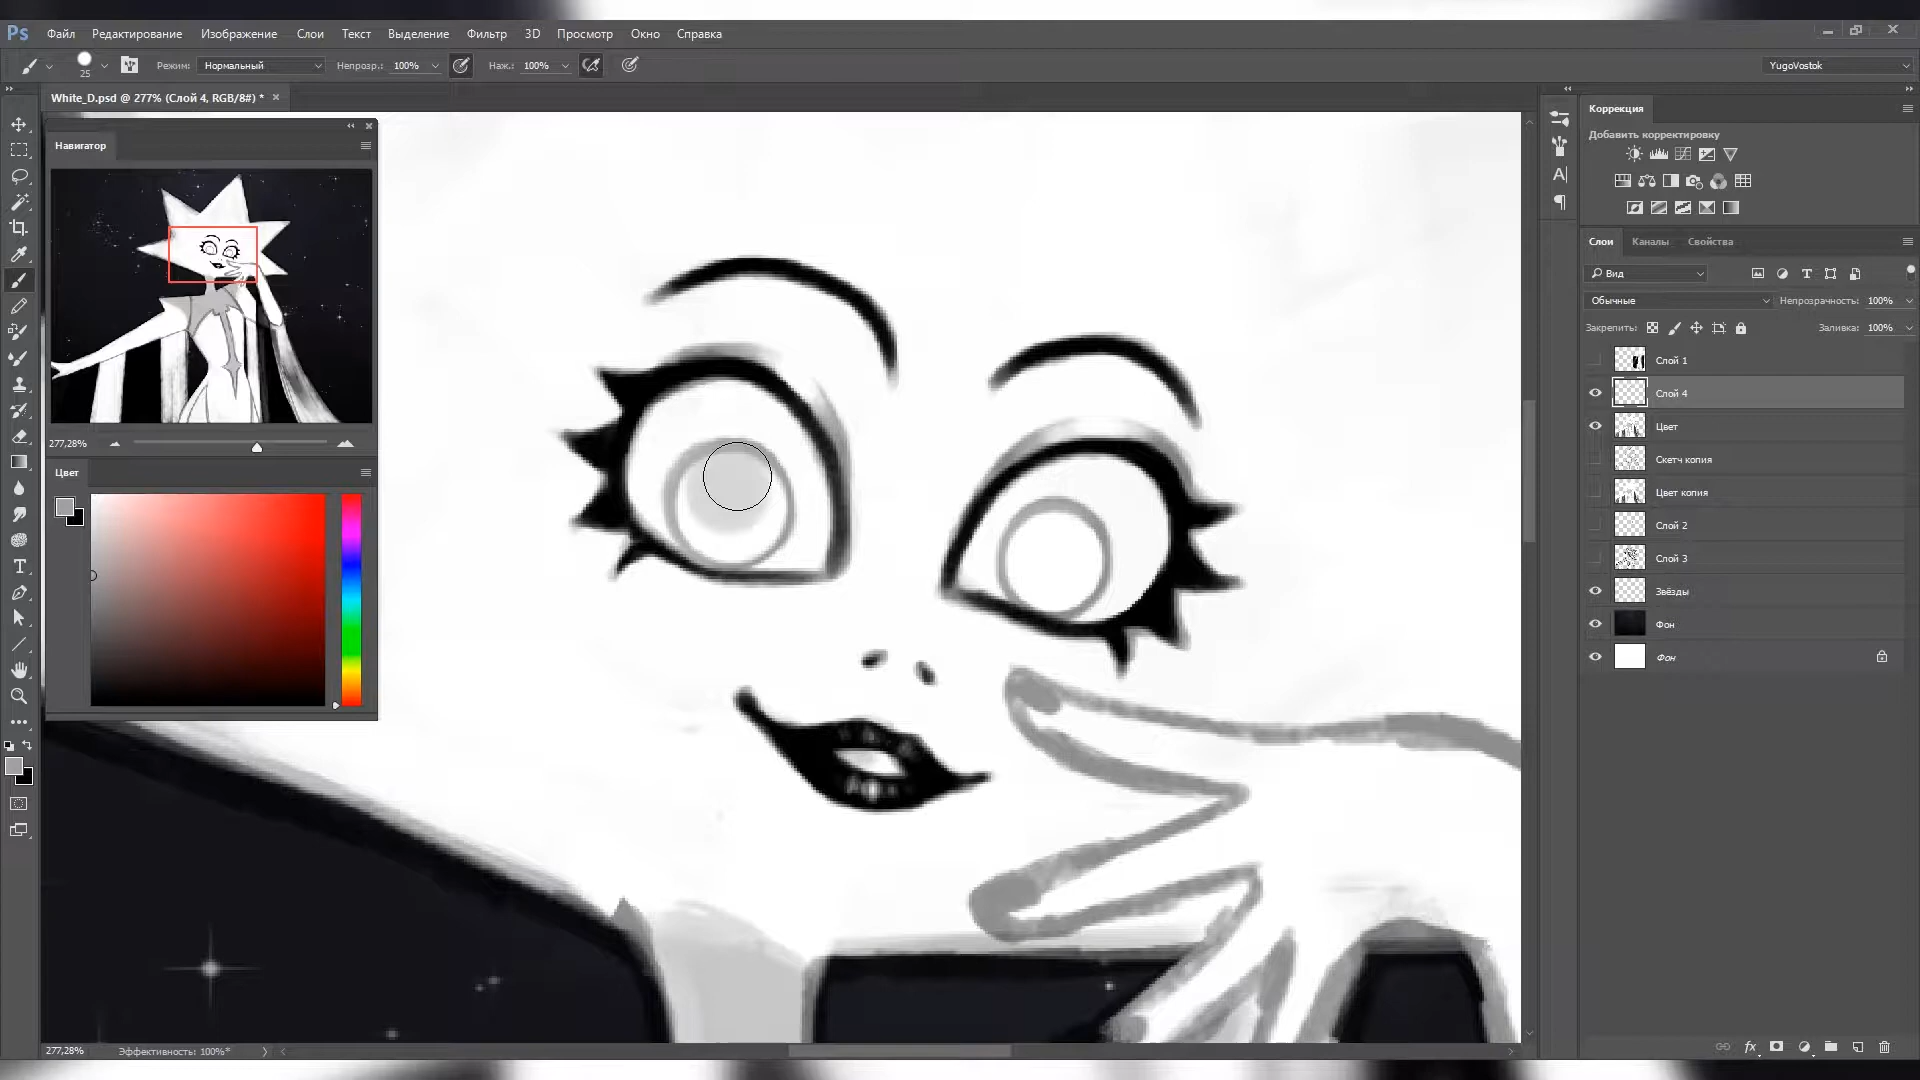 Ps Файл Редактирование Изображение Слои Текст Выделение Фильтр 3D Просмотр Окно Справка
25 Режим: Нормальный Непрозр.: 100% Наж.: 100% YugoVostok
White_D.psd @ 277% (Слой 4, RGB/8#) *
Навигатор
277,28%
Цвет
Коррекция
Добавить корректировку
Слои Каналы Свойства
Вид
Обычные Непрозрачность: 100%
Закрепить: Заливка: 100%
Слой 1
Слой 4
Цвет
Скетч копия
Цвет копия
Слой 2
Слой 3
Звёзды
Фон
Фон
277,28% Эффективность: 100%*